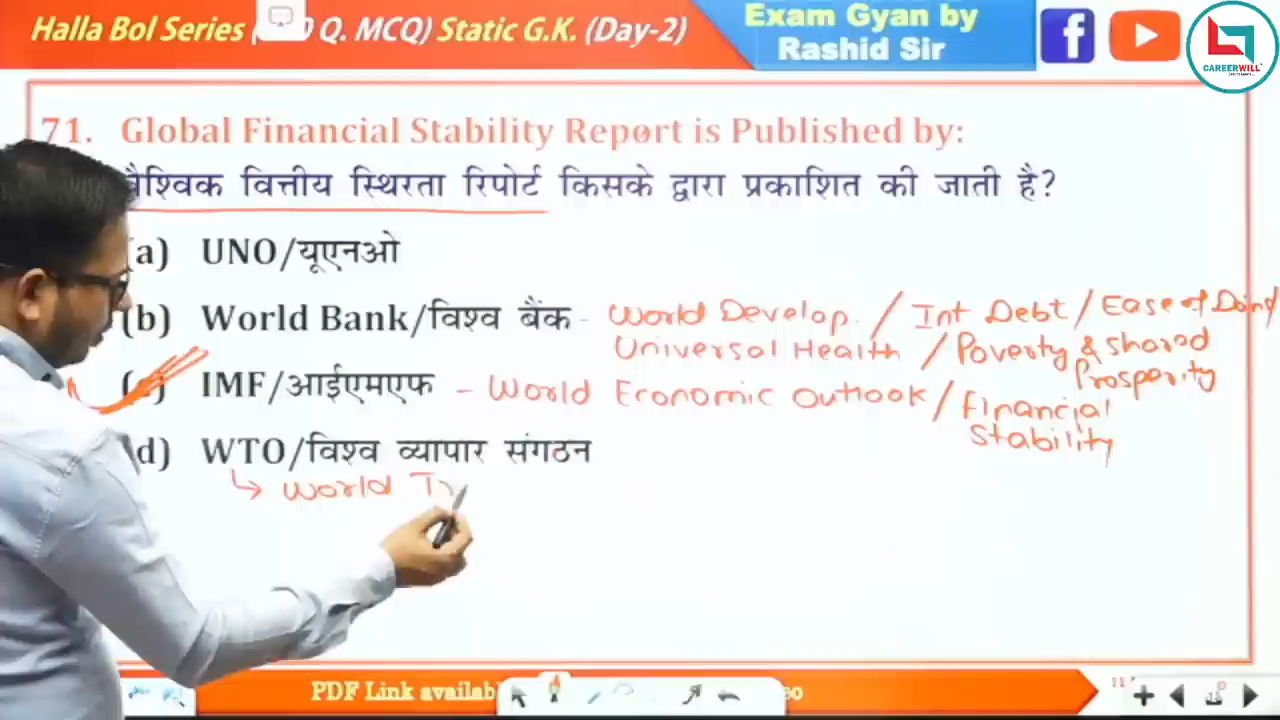 Halla Bol Series ( 0 Q. MCQ) Static G.K. (Day-2)
Exam Gyan by
Rashid Sir
CAREERWILL
71. Global Financial Stability Report is Published by:
वैश्विक वित्तीय स्थिरता रिपोर्ट किसके द्वारा प्रकाशित की जाती है?
(a) UNO/यूएनओ
(b) World Bank/विश्व बैंक - World Develop. / Int Debt / Ease of Doing
Universal Health / Poverty & Shared
Prosperity
(c) IMF/आईएमएफ - World Economic Outlook / Financial
Stability
(d) WTO/विश्व व्यापार संगठन
↳ World Tr
PDF Link availab eo